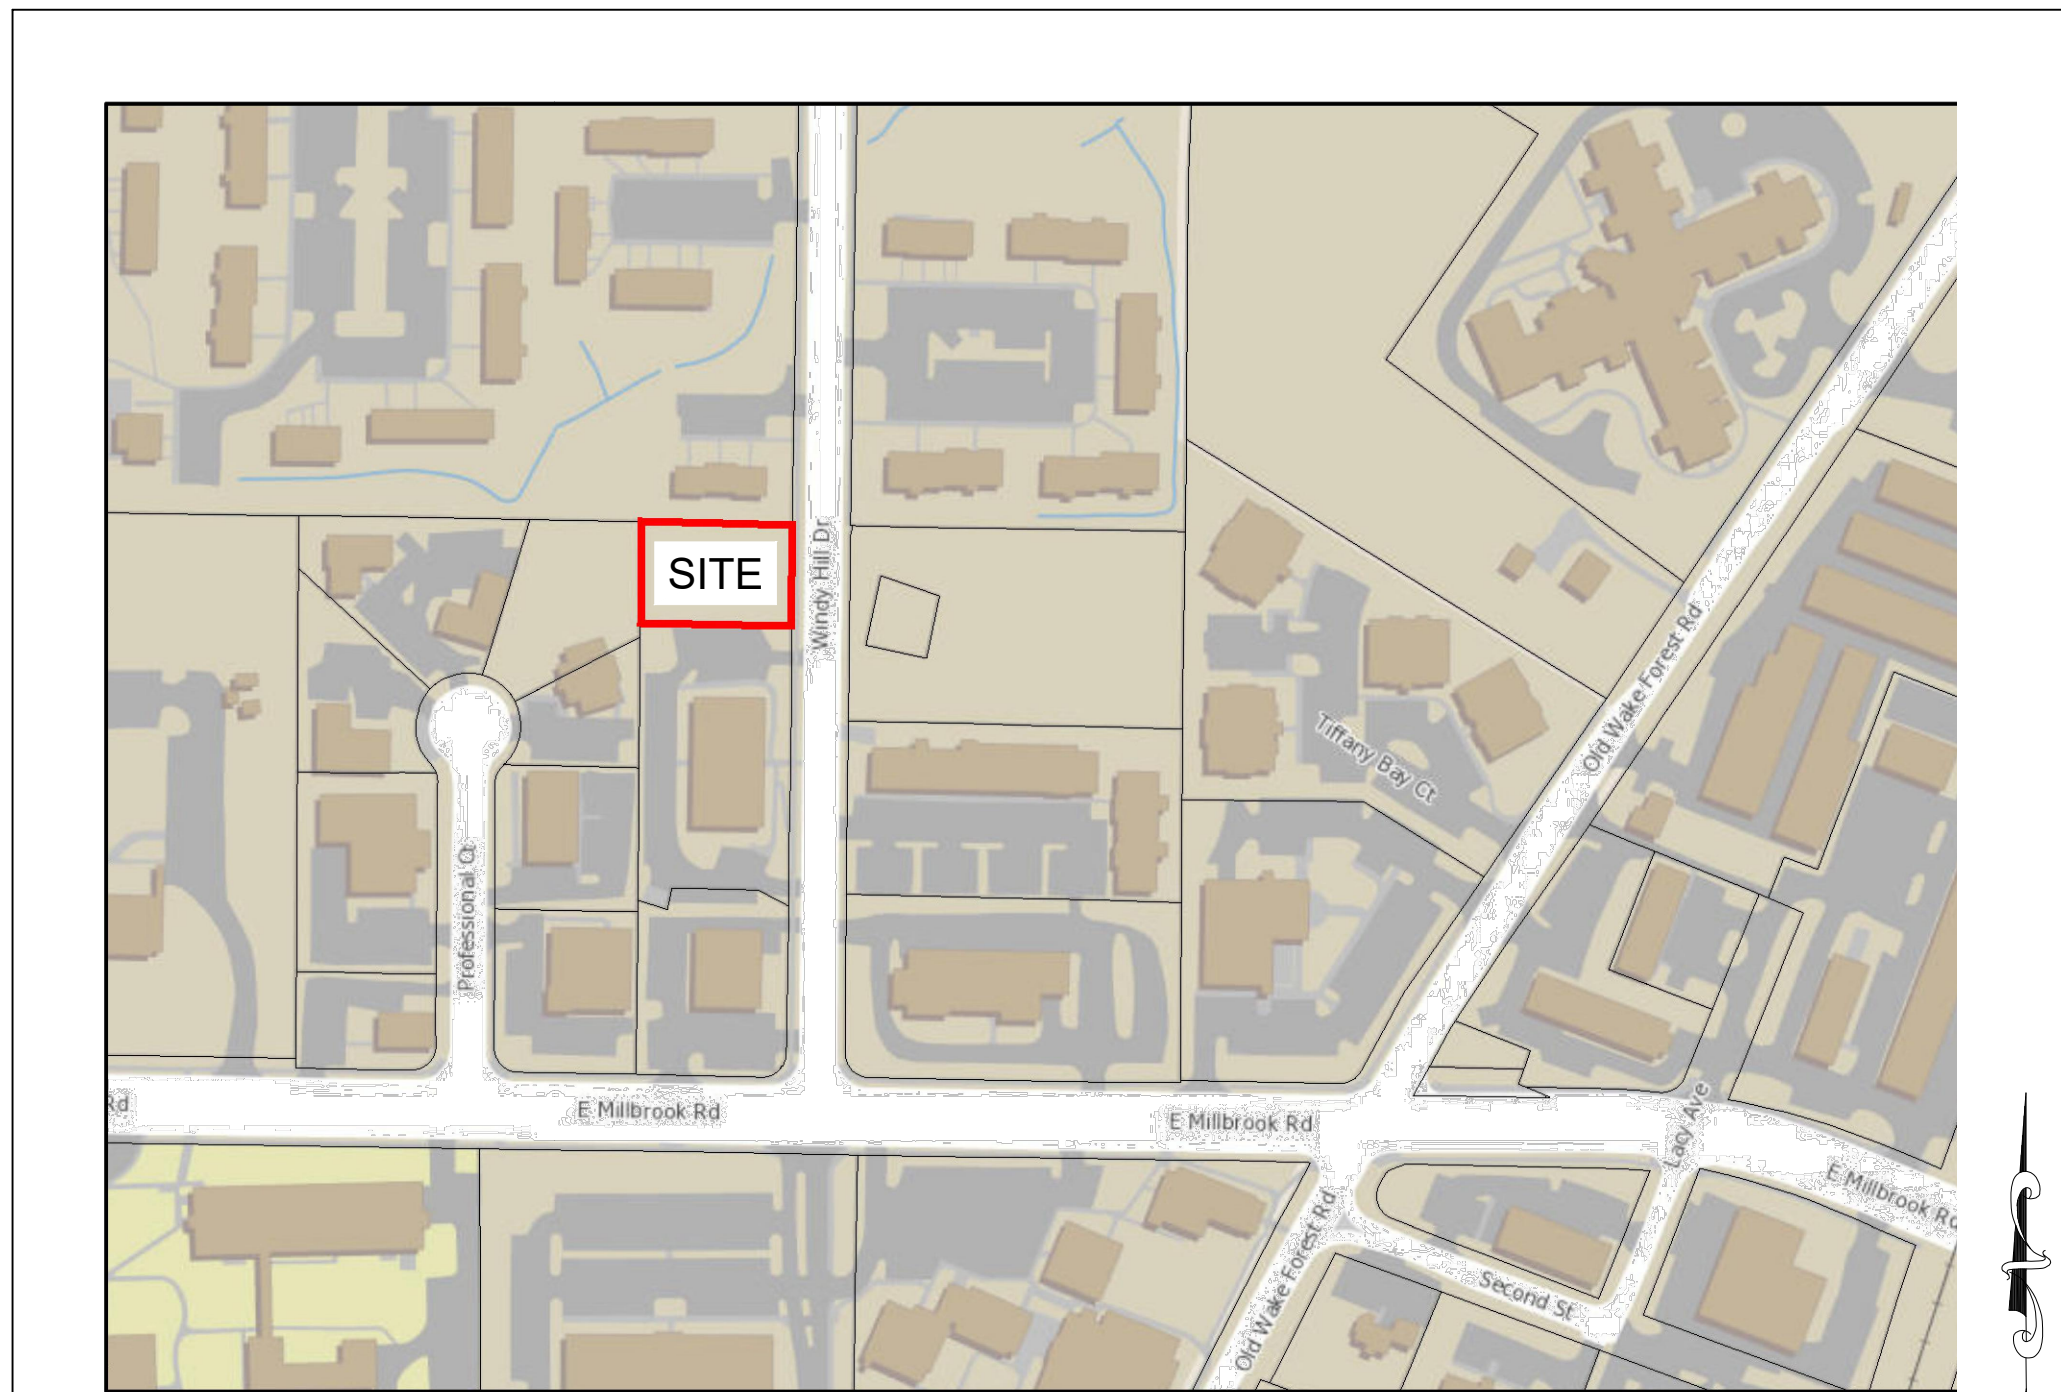 SITE
Windy Hill Dr
Old Wake Forest Rd
Tiffany Bay Ct
Professional Ct
Rd
E Millbrook Rd
E Millbrook Rd
Lacy Ave
E Millbrook Rd
Old Wake Forest Rd
Second St